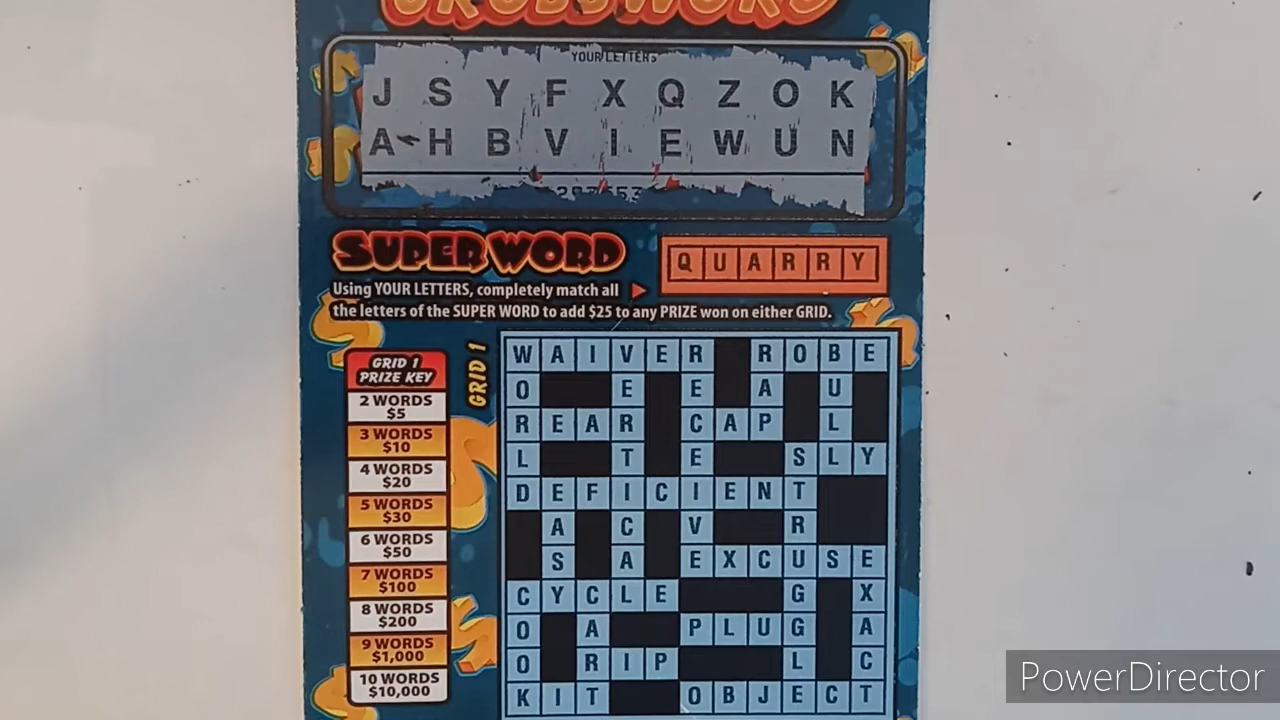 CROSSWORD
YOUR LETTERS
J S Y F X Q Z O K
A H B V I E W U N
SUPER WORD
QUARRY
Using YOUR LETTERS, completely match all
the letters of the SUPER WORD to add $25 to any PRIZE won on either GRID.
GRID 1
PRIZE KEY
2 WORDS
$5
3 WORDS
$10
4 WORDS
$20
5 WORDS
$30
6 WORDS
$50
7 WORDS
$100
8 WORDS
$200
9 WORDS
$1,000
10 WORDS
$10,000
GRID 1
W A I V E R R O B E
O E E A U
R E A R C A P L
L T E S L Y
D E F I C I E N T
A C V R
S A E X C U S E
C Y C L E G X
O A P L U G A
O R I P L C
K I T O B J E C T
PowerDirector